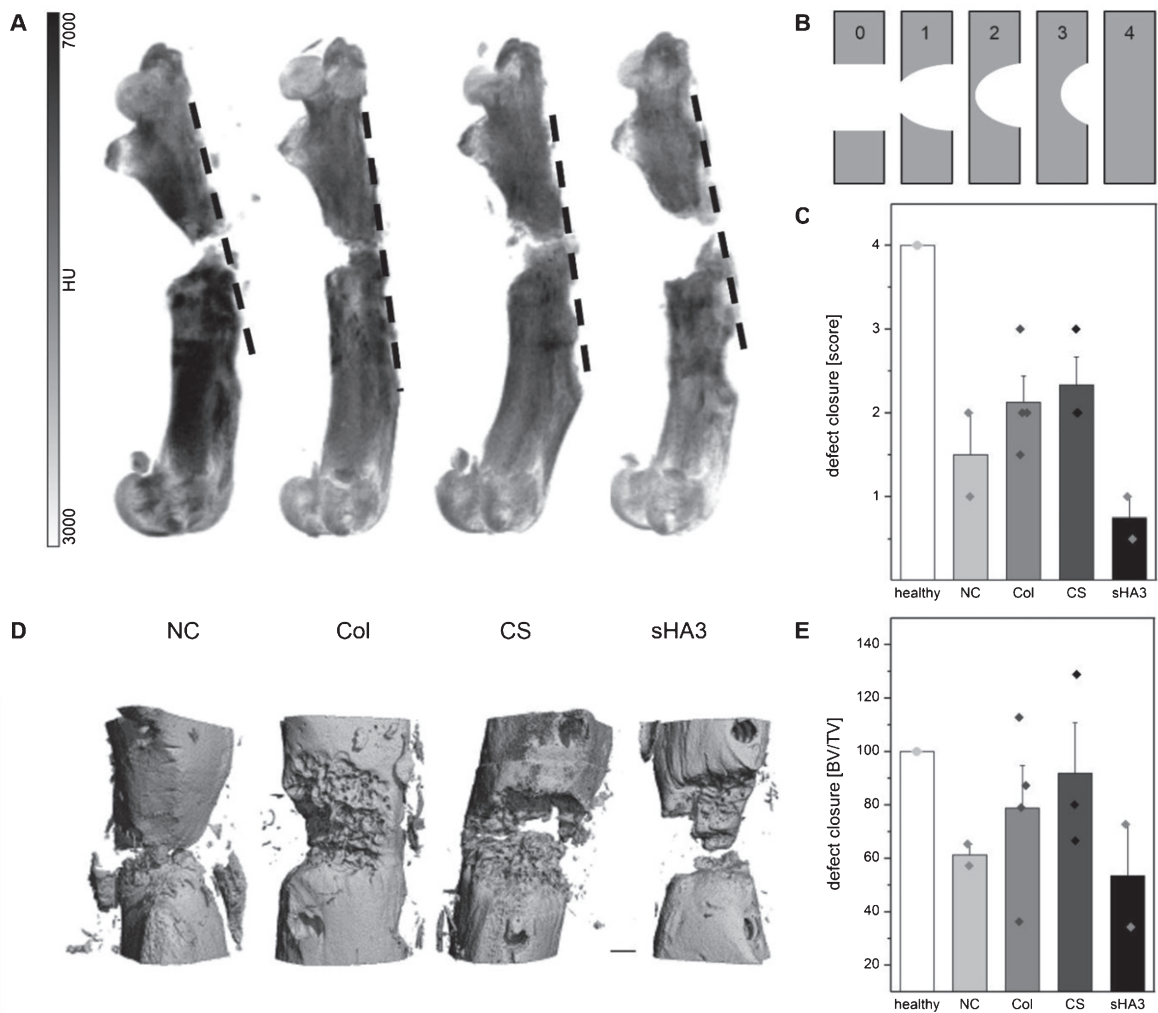 A
7000
HU
3000
B
0 1 2 3 4
C
defect closure [score]
4
3
2
1
healthy NC Col CS sHA3
D
NC Col CS sHA3
E
defect closure [BV/TV]
140
120
100
80
60
40
20
healthy NC Col CS sHA3